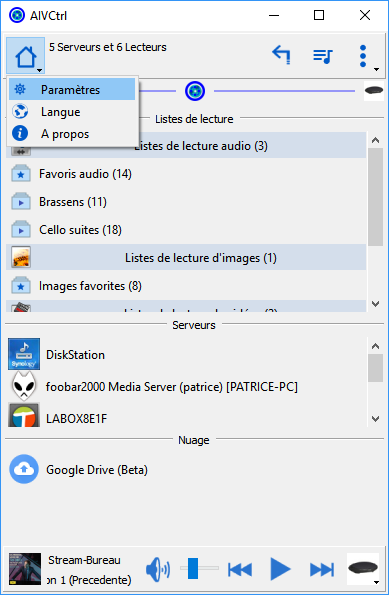 AIVCtrl
5 Serveurs et 6 Lecteurs
Paramètres
Langue
A propos
Listes de lecture
Listes de lecture audio (3)
Favoris audio (14)
Brassens (11)
Cello suites (18)
Listes de lecture d'images (1)
Images favorites (8)
Serveurs
Synology
DiskStation
foobar2000 Media Server (patrice) [PATRICE-PC]
LABOX8E1F
Nuage
Google Drive (Beta)
Stream-Bureau
on 1 (Precedente)